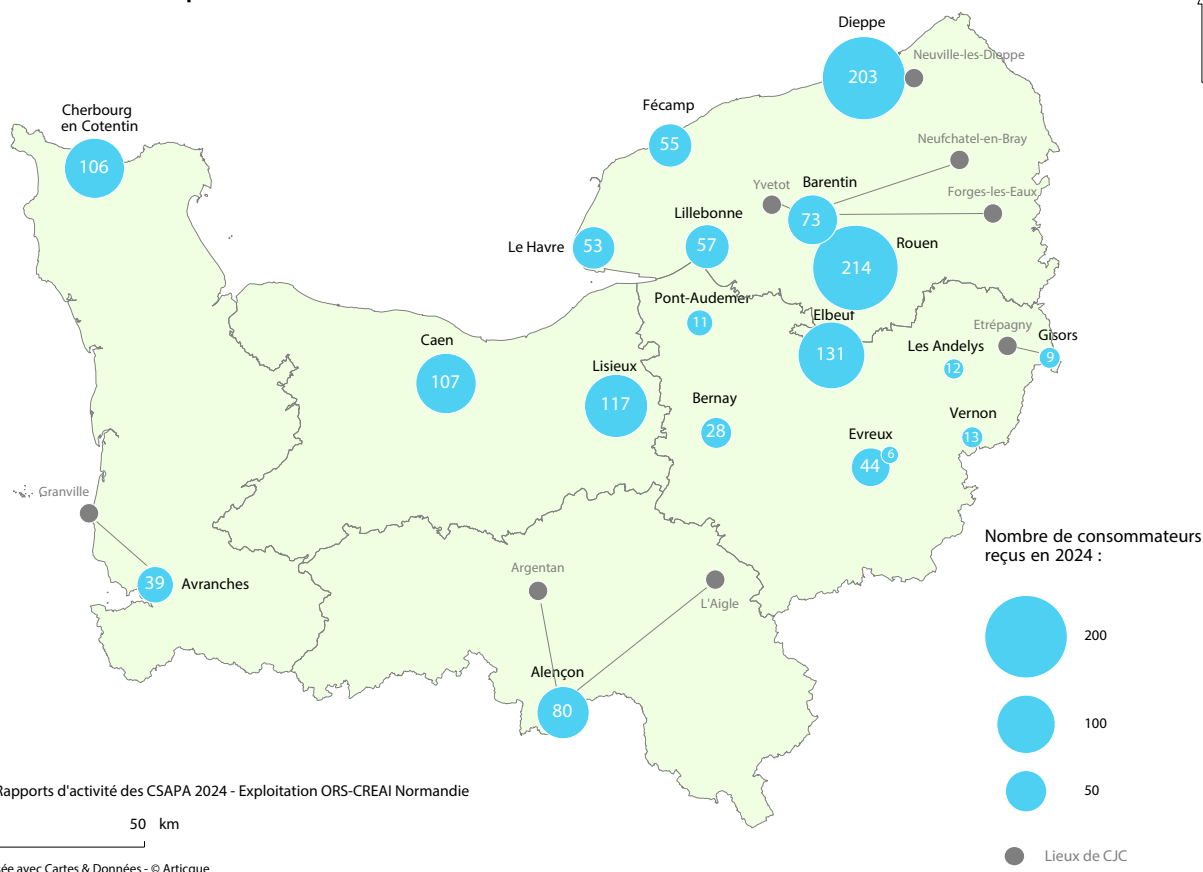 Dieppe
203
Neuville-les-Dieppe
Cherbourg
en Cotentin
106
Fécamp
55
Neufchatel-en-Bray
Yvetot
Barentin
73
Forges-les-Eaux
Lillebonne
57
Le Havre
53
Rouen
214
Pont-Audemer
11
Elbeuf
131
Etrépagny
Gisors
9
Les Andelys
12
Caen
107
Lisieux
117
Bernay
28
Vernon
13
Evreux
44
6
Granville
39
Avranches
Argentan
L'Aigle
Alençon
80
Nombre de consommateurs
reçus en 2024 :
200
100
50
Lieux de CJC
Rapports d'activité des CSAPA 2024 - Exploitation ORS-CREAI Normandie
50 km
avec Cartes & Données - © Articque